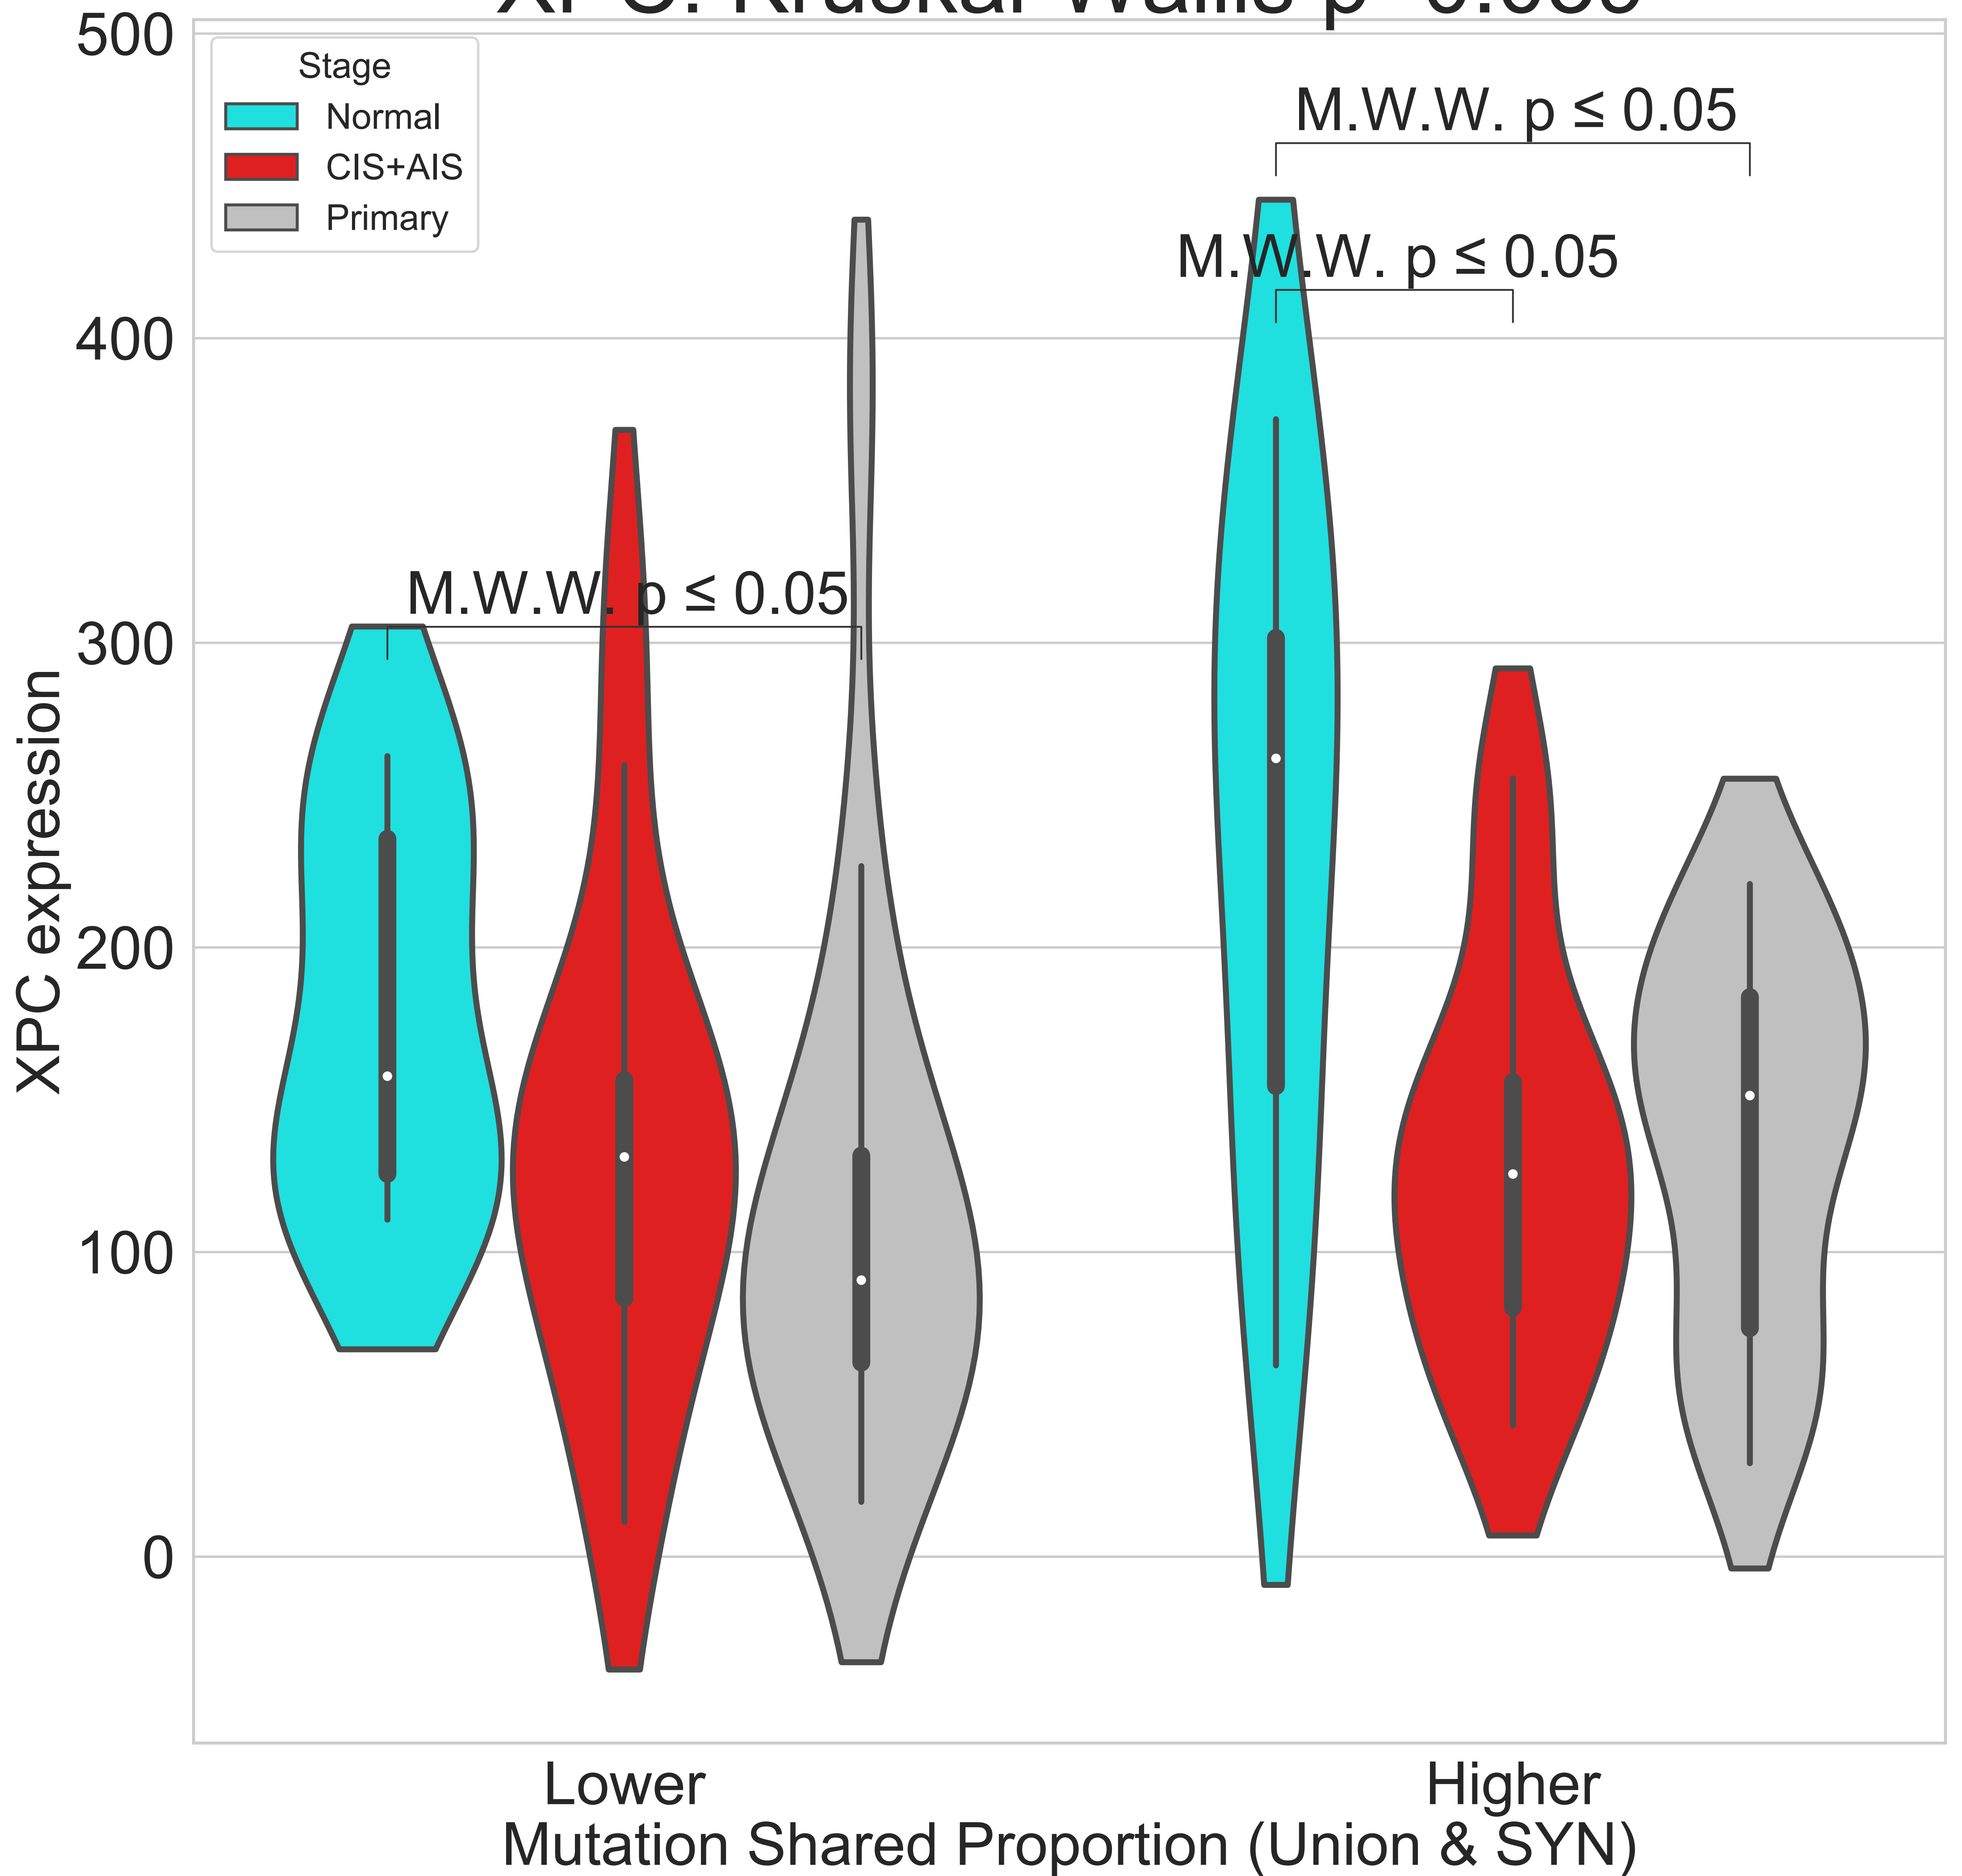 500
Stage
Normal
CIS+AIS
Primary
M.W.W. p ≤ 0.05
M.W.W. p ≤ 0.05
400
M.W.W. p ≤ 0.05
300
XPC expression
200
100
0
Lower
Higher
Mutation Shared Proportion (Union & SYN)